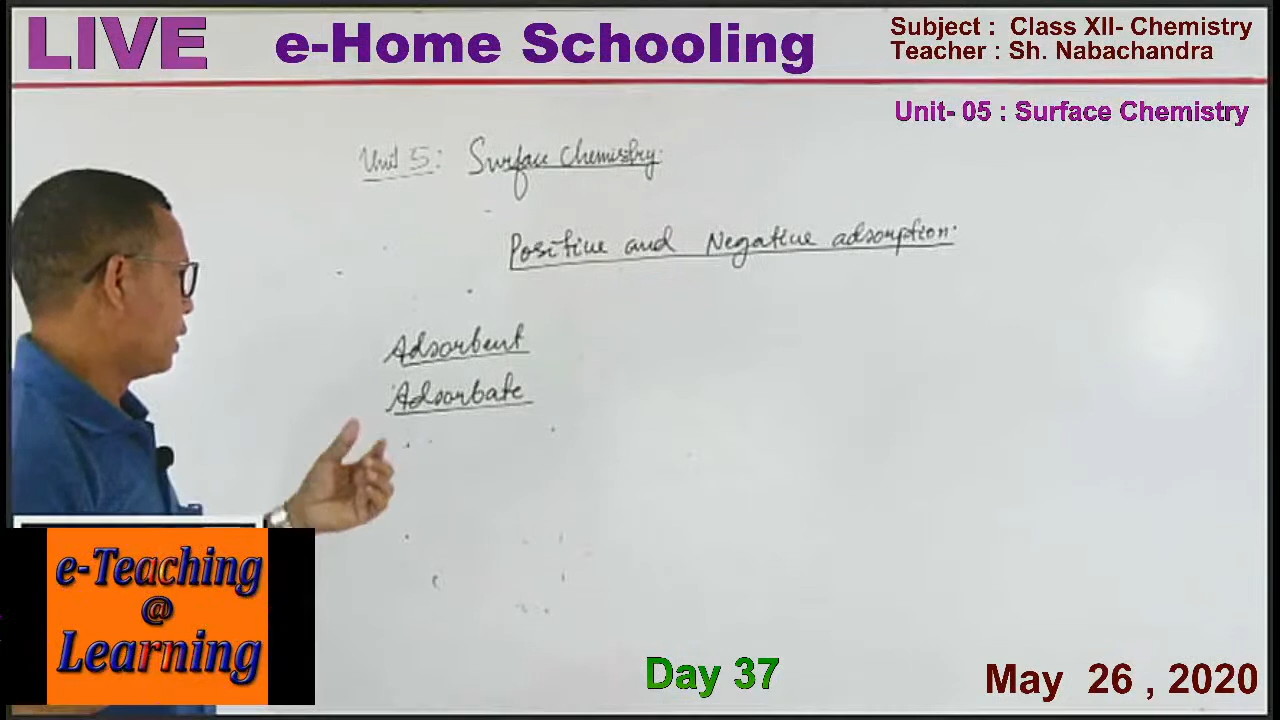 LIVE
e-Home Schooling
Subject : Class XII- Chemistry
Teacher : Sh. Nabachandra
Unit- 05 : Surface Chemistry
Unit 5: Surface Chemistry.
Positive and Negative adsorption.
Adsorbent
Adsorbate
e-Teaching
@
Learning
Day 37
May 26 , 2020